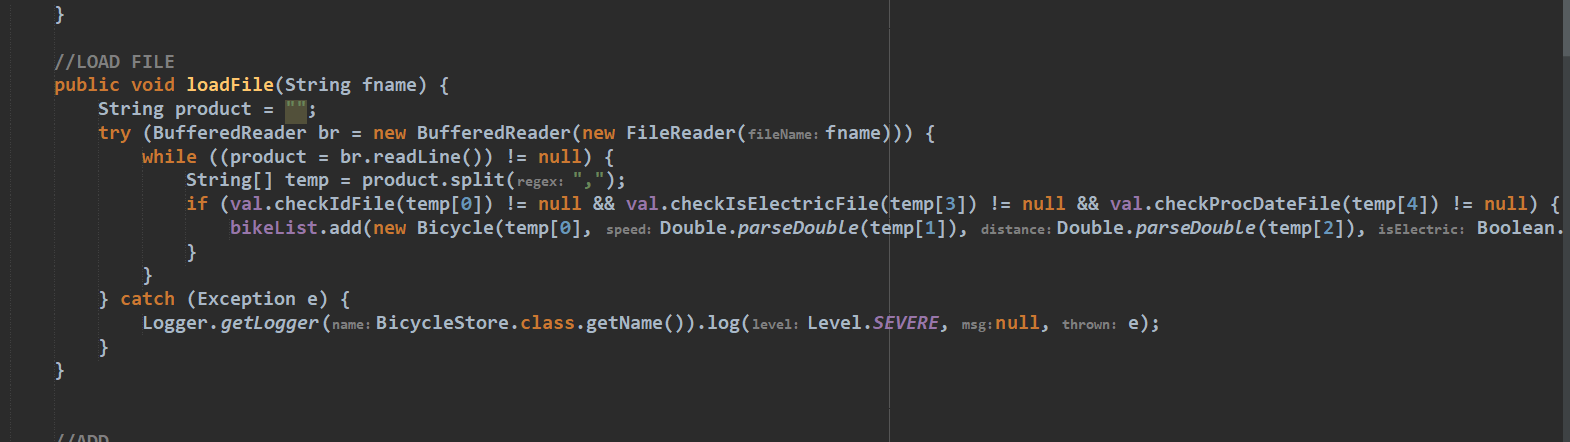 }
//LOAD FILE
public void loadFile(String fname) {
String product = "";
try (BufferedReader br = new BufferedReader(new FileReader(fileName: fname))) {
while ((product = br.readLine()) != null) {
String[] temp = product.split(regex: ",");
if (val.checkIdFile(temp[0]) != null && val.checkIsElectricFile(temp[3]) != null && val.checkProcDateFile(temp[4]) != null) {
bikeList.add(new Bicycle(temp[0], speed: Double.parseDouble(temp[1]), distance: Double.parseDouble(temp[2]), isElectric: Boolean.
}
}
} catch (Exception e) {
Logger.getLogger(name: BicycleStore.class.getName()).log(level: Level.SEVERE, msg: null, thrown: e);
}
}
//ADD